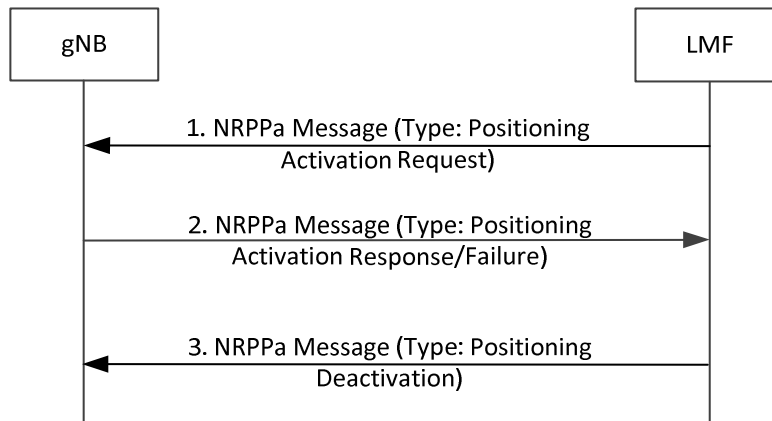 gNB
LMF
1. NRPPa Message (Type: Positioning
Activation Request)
2. NRPPa Message (Type: Positioning
Activation Response/Failure)
3. NRPPa Message (Type: Positioning
Deactivation)